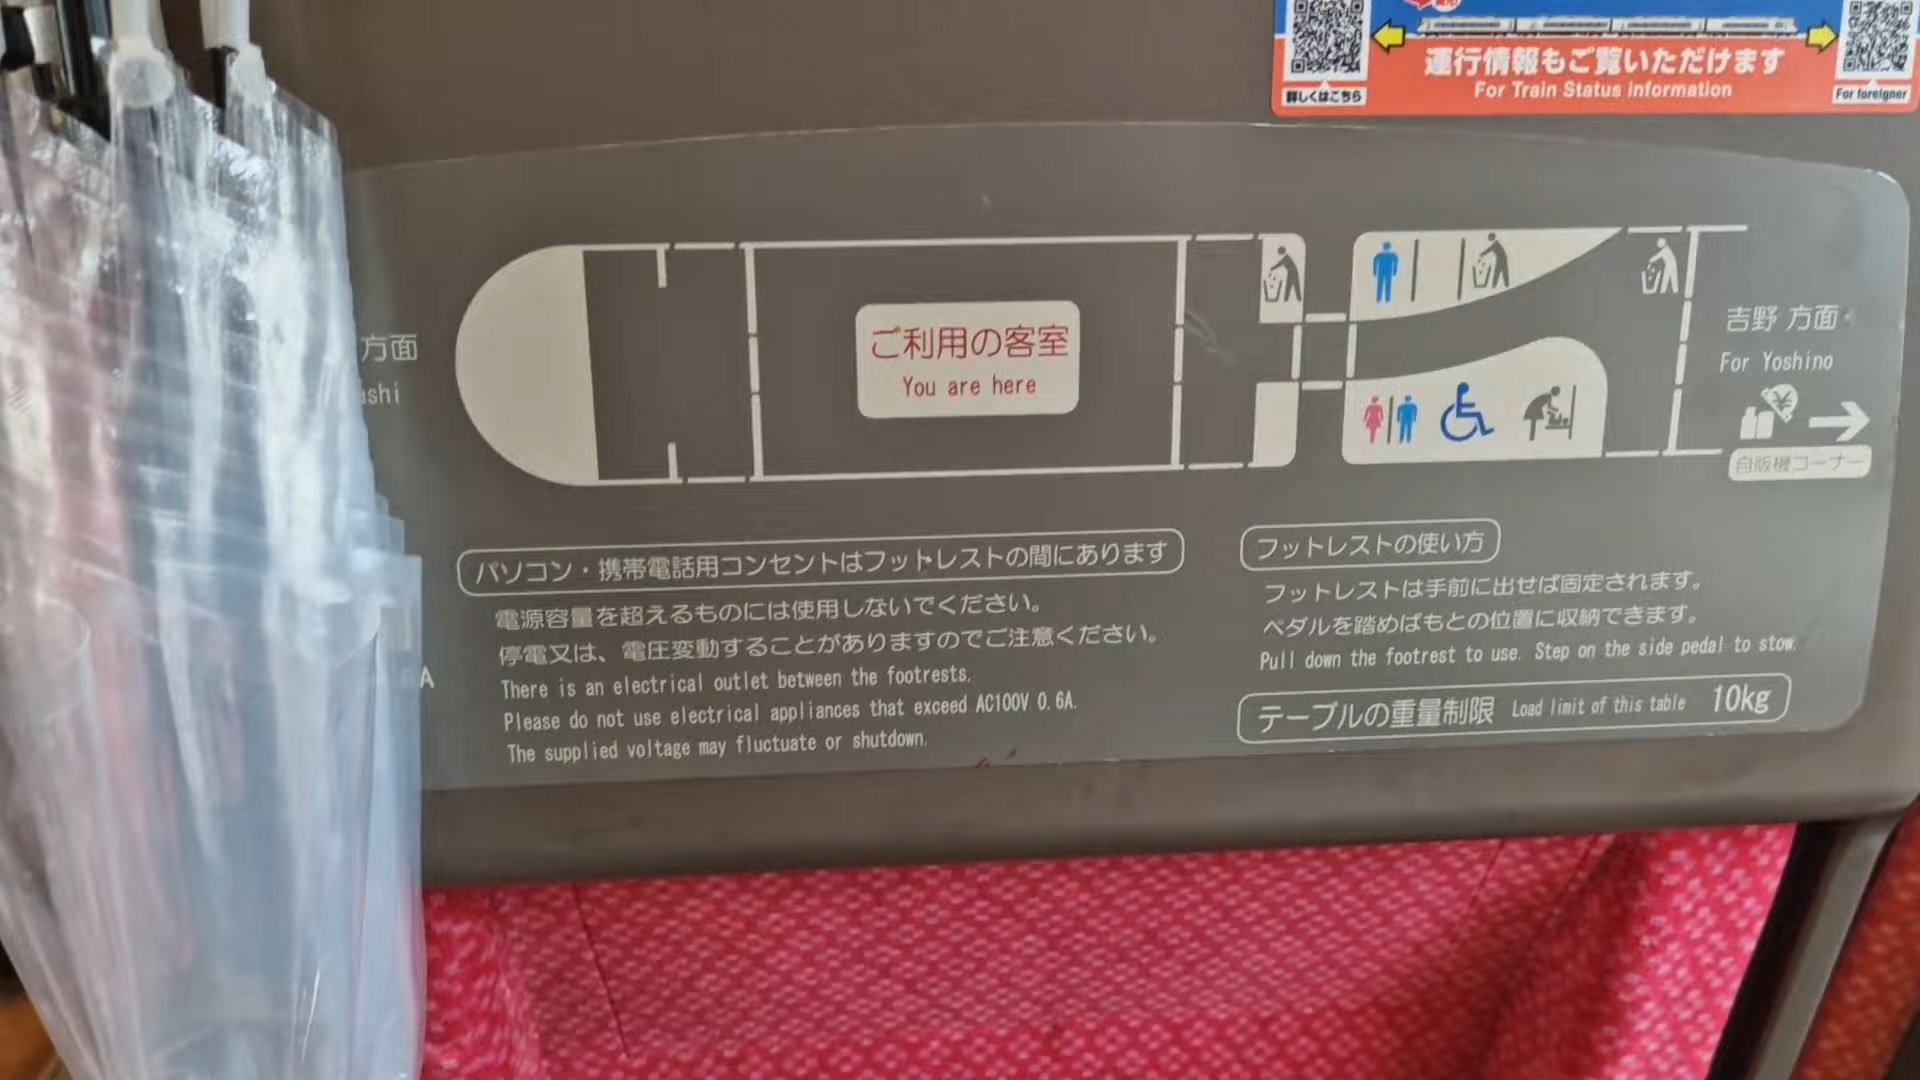 運行情報もご覧いただけます
For Train Status information
詳しくはこちら
For foreigner
方面
ashi
ご利用の客室
You are here
吉野 方面
For Yoshino
自販機コーナー
パソコン・携帯電話用コンセントはフットレストの間にあります
電源容量を超えるものには使用しないでください。
停電又は、電圧変動することがありますのでご注意ください。
There is an electrical outlet between the footrests.
Please do not use electrical appliances that exceed AC100V 0.6A.
The supplied voltage may fluctuate or shutdown.
A
フットレストの使い方
フットレストは手前に出せば固定されます。
ペダルを踏めばもとの位置に収納できます。
Pull down the footrest to use. Step on the side pedal to stow.
テーブルの重量制限 Load limit of this table 10kg